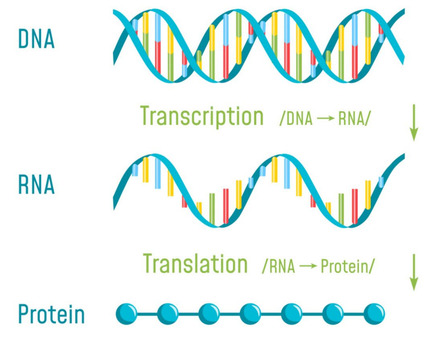 DNA
Transcription /DNA → RNA/
RNA
Translation /RNA → Protein/
Protein